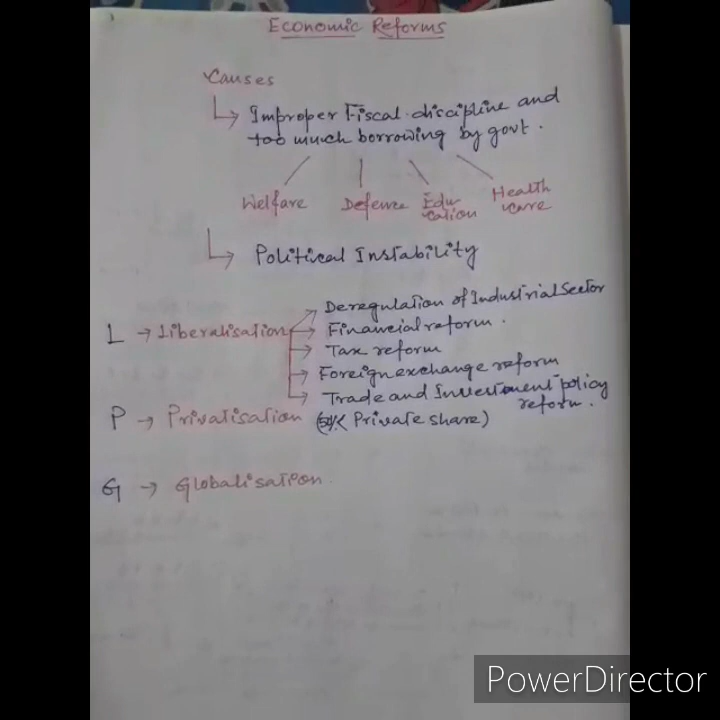 Economic Reforms
Causes
Improper Fiscal discipline and
too much borrowing by govt.
Welfare Defence Edu Health
cation care
Political Instability
Deregulation of Industrial Sector
L → Liberalisation → Financial reform.
→ Tax reform
→ Foreign exchange reform
→ Trade and Investment policy
reform.
P → Privatisation ( < Private share)
G → Globalisation.
PowerDirector